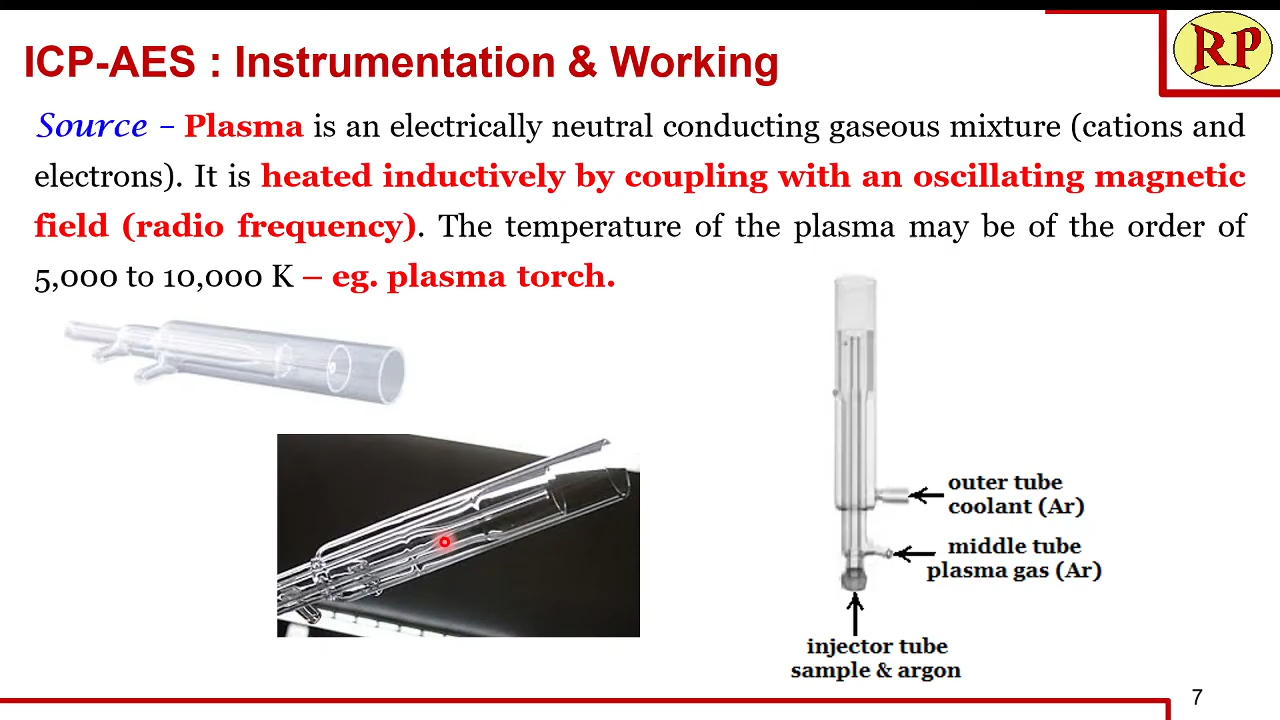 ICP-AES : Instrumentation & Working
RP
Source – Plasma is an electrically neutral conducting gaseous mixture (cations and
electrons). It is heated inductively by coupling with an oscillating magnetic
field (radio frequency). The temperature of the plasma may be of the order of
5,000 to 10,000 K – eg. plasma torch.
outer tube
coolant (Ar)
middle tube
plasma gas (Ar)
injector tube
sample & argon
7